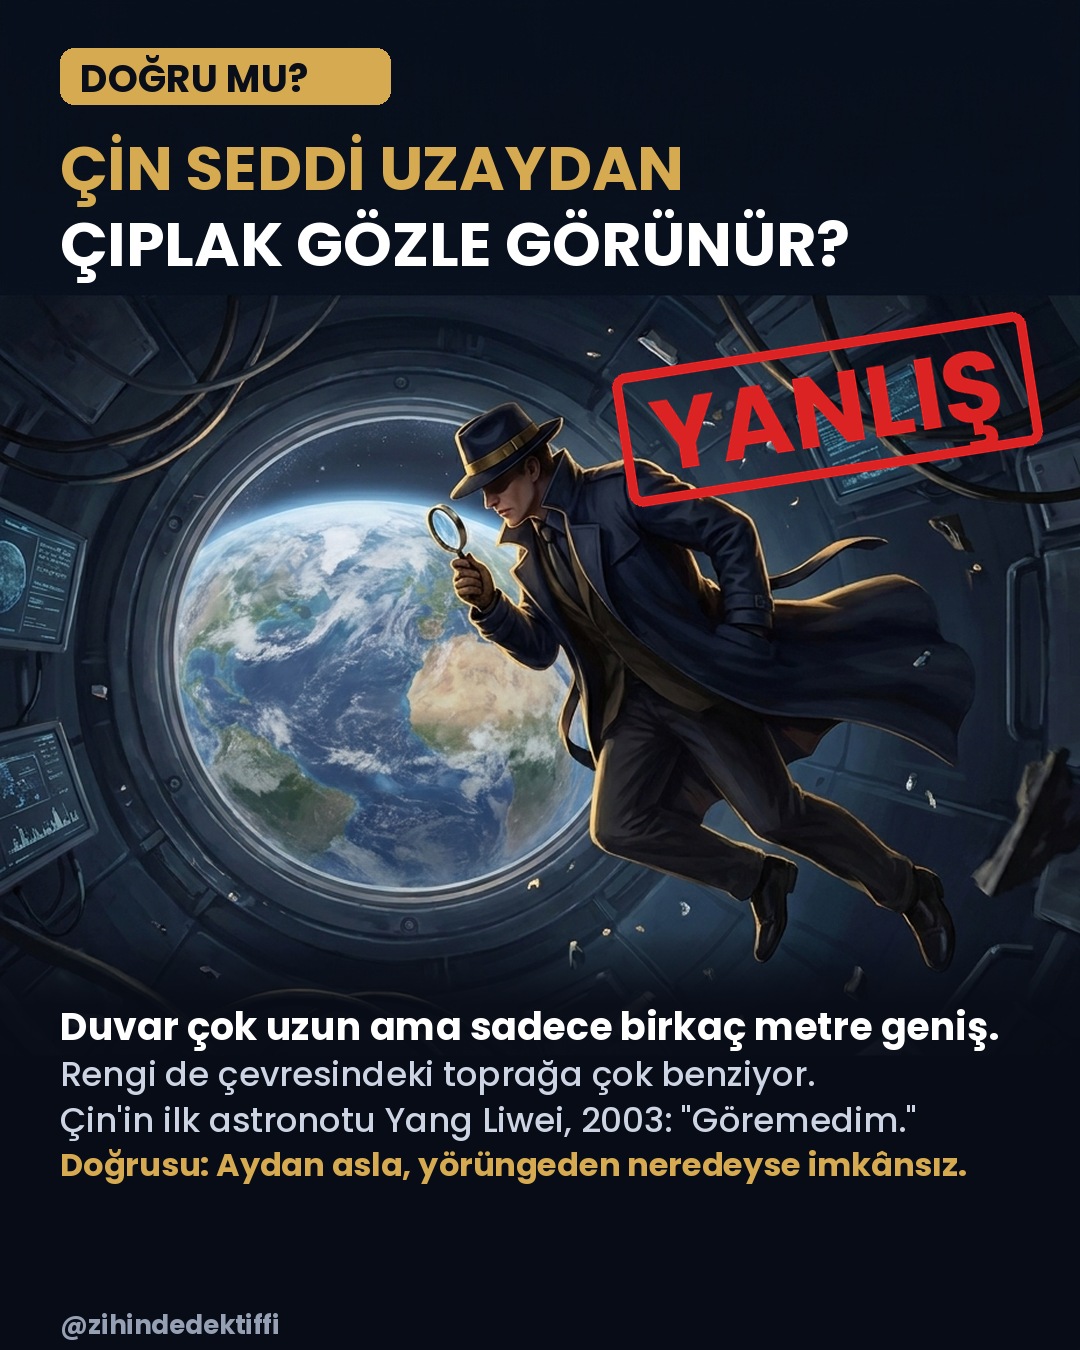 DOĞRU MU?
ÇİN SEDDİ UZAYDAN
ÇIPLAK GÖZLE GÖRÜNÜR?
YANLIŞ
Duvar çok uzun ama sadece birkaç metre geniş.
Rengi de çevresindeki toprağa çok benziyor.
Çin'in ilk astronotu Yang Liwei, 2003: "Göremedim."
Doğrusu: Aydan asla, yörüngeden neredeyse imkânsız.
@zihindedektiffi